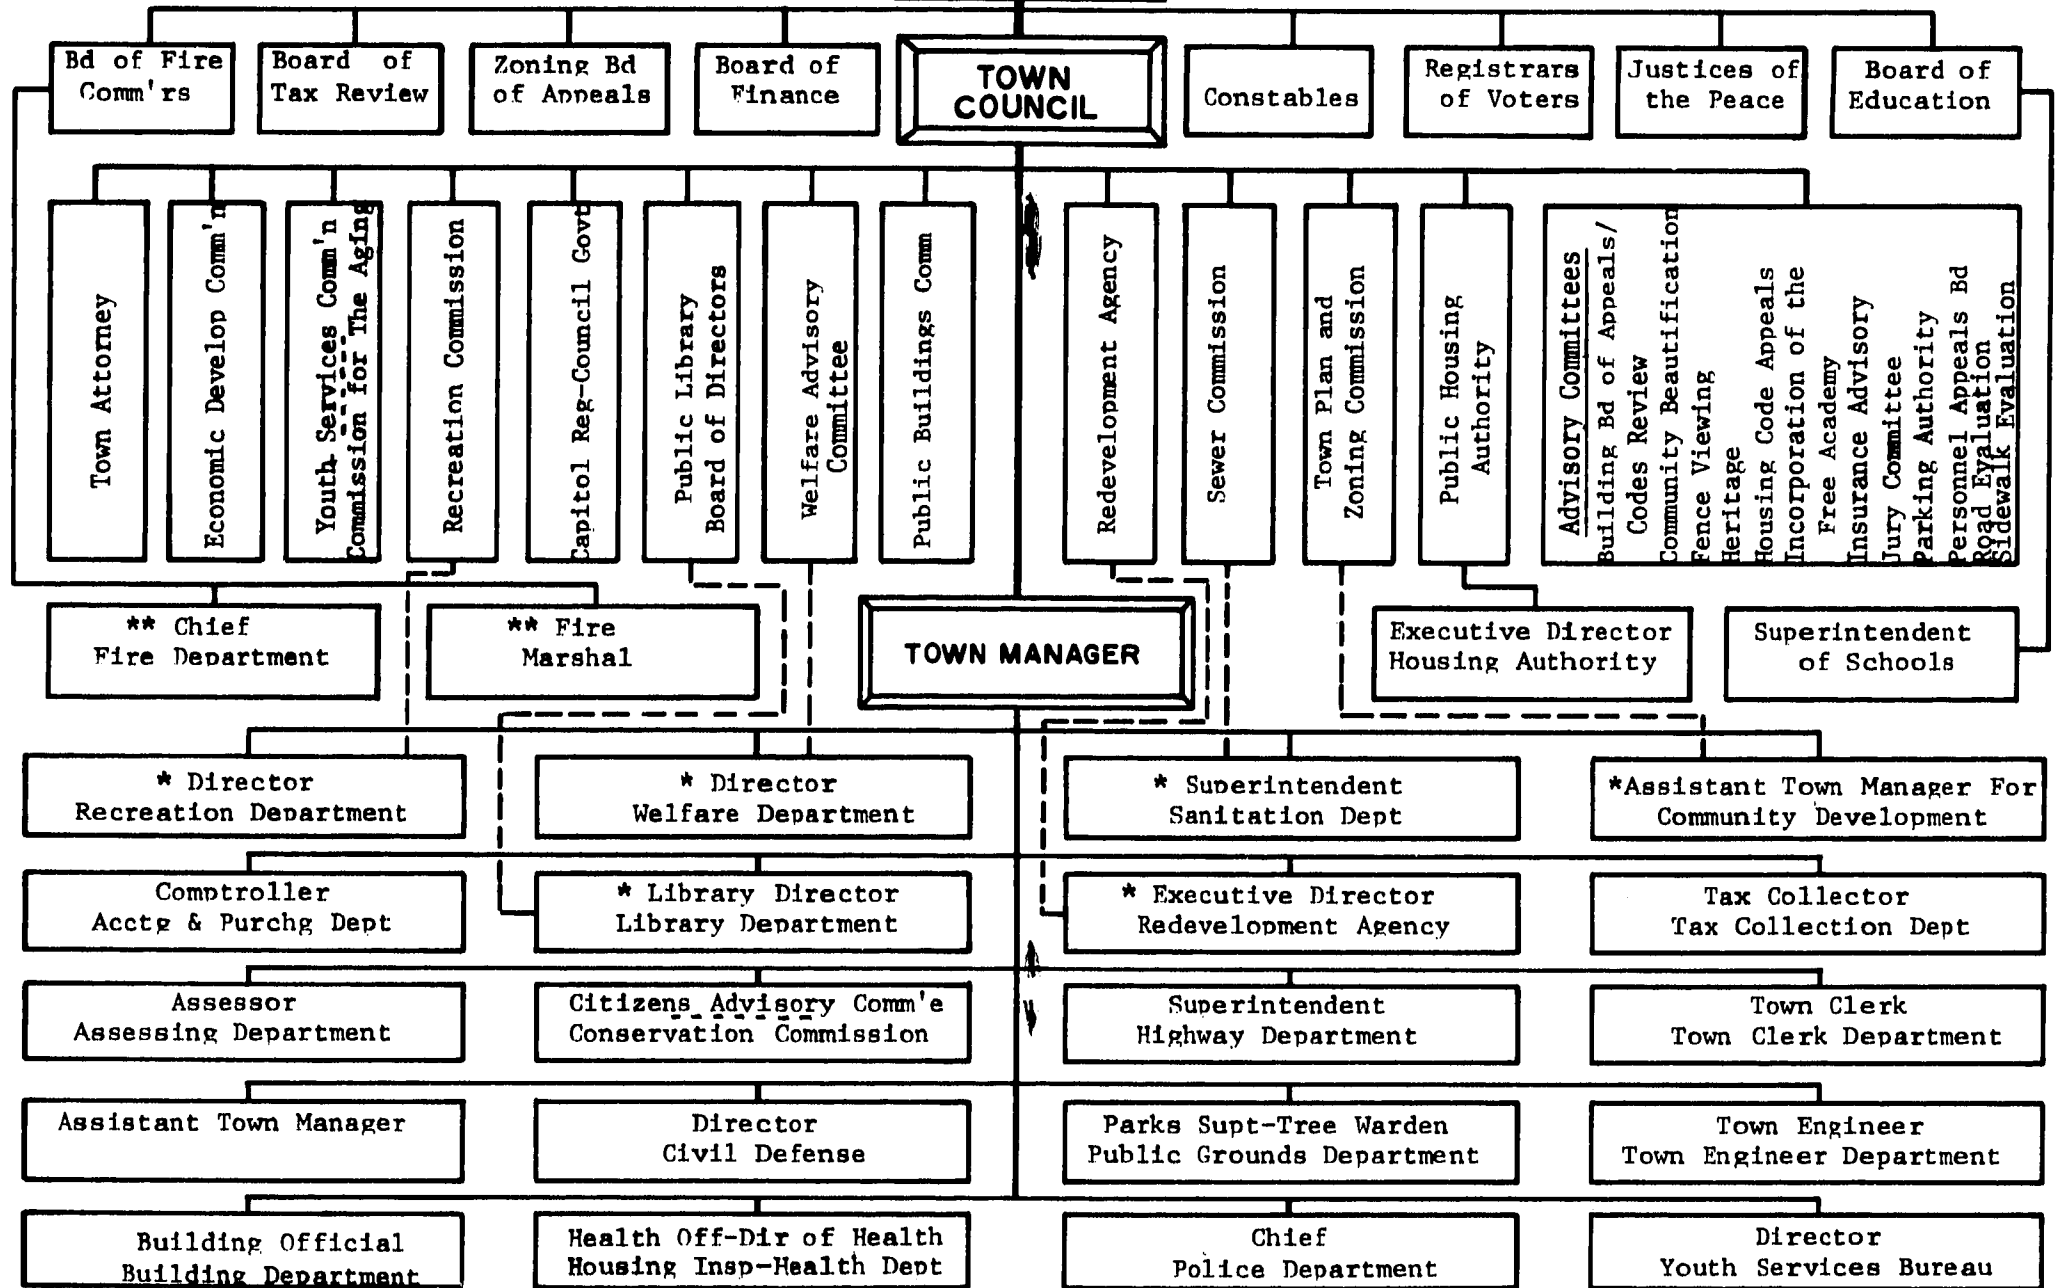 Bd of Fire
Comm'rs
Board of
Tax Review
Zoning Bd
of Appeals
Board of
Finance
TOWN
COUNCIL
Constables
Registrars
of Voters
Justices of
the Peace
Board of
Education
Town Attorney
Economic Develop Comm'n
Youth Services Comm'n
Commission for The Aging
Recreation Commission
Capitol Reg-Council Govt
Public Library
Board of Directors
Welfare Advisory
Committee
Public Buildings Comm
Redevelopment Agency
Sewer Commission
Town Plan and
Zoning Commission
Public Housing
Authority
Advisory Committees
Building Bd of Appeals/
Codes Review
Community Beautification
Fence Viewing
Heritage
Housing Code Appeals
Incorporation of the
Free Academy
Insurance Advisory
Jury Committee
Parking Authority
Personnel Appeals Bd
Road Evaluation
Sidewalk Evaluation
** Chief
Fire Department
** Fire
Marshal
TOWN MANAGER
Executive Director
Housing Authority
Superintendent
of Schools
* Director
Recreation Department
* Director
Welfare Department
* Superintendent
Sanitation Dept
*Assistant Town Manager For
Community Development
Comptroller
Acctg & Purchg Dept
* Library Director
Library Department
* Executive Director
Redevelopment Agency
Tax Collector
Tax Collection Dept
Assessor
Assessing Department
Citizens Advisory Comm'e
Conservation Commission
Superintendent
Highway Department
Town Clerk
Town Clerk Department
Assistant Town Manager
Director
Civil Defense
Parks Supt-Tree Warden
Public Grounds Department
Town Engineer
Town Engineer Department
Building Official
Building Department
Health Off-Dir of Health
Housing Insp-Health Dept
Chief
Police Department
Director
Youth Services Bureau